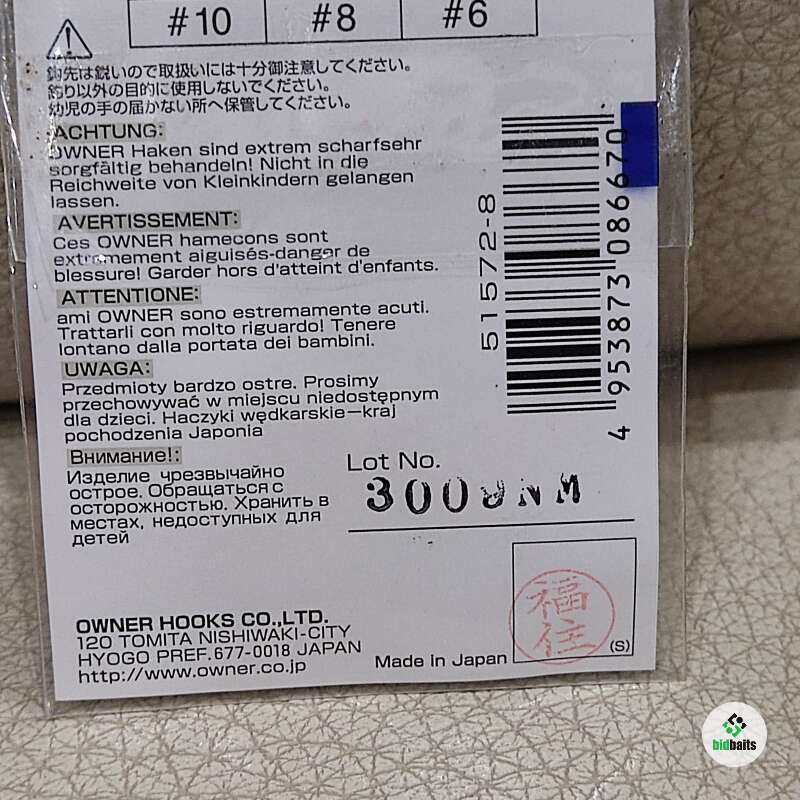 #10 #8 #6
鈎先は鋭いので取扱いには十分御注意してください。
釣り以外の目的に使用しないでください。
幼児の手の届かない所へ保管してください。
ACHTUNG:
OWNER Haken sind extrem scharfsehr
sorgfältig behandeln! Nicht in die
Reichweite von Kleinkindern gelangen
lassen.
AVERTISSEMENT:
Ces OWNER hamecons sont
extrememement aiguisés-danger de
blessure! Garder hors d'atteint d'enfants.
ATTENTIONE:
ami OWNER sono estremamente acuti.
Trattarli con molto riguardo! Tenere
lontano dalla portata dei bambini.
UWAGA:
Przedmioty bardzo ostre. Prosimy
przechowywać w miejscu niedostępnym
dla dzieci. Haczyki wędkarskie-kraj
pochodzenia Japonia
Внимание!:
Изделие чрезвычайно
острое. Обращаться с
осторожностью. Хранить в
местах, недоступных для
детей
51572-8
4 953873 086670
Lot No.
3009NM
OWNER HOOKS CO.,LTD.
120 TOMITA NISHIWAKI-CITY
HYOGO PREF.677-0018 JAPAN
http://www.owner.co.jp
Made in Japan
福住
(S)
bidbaits